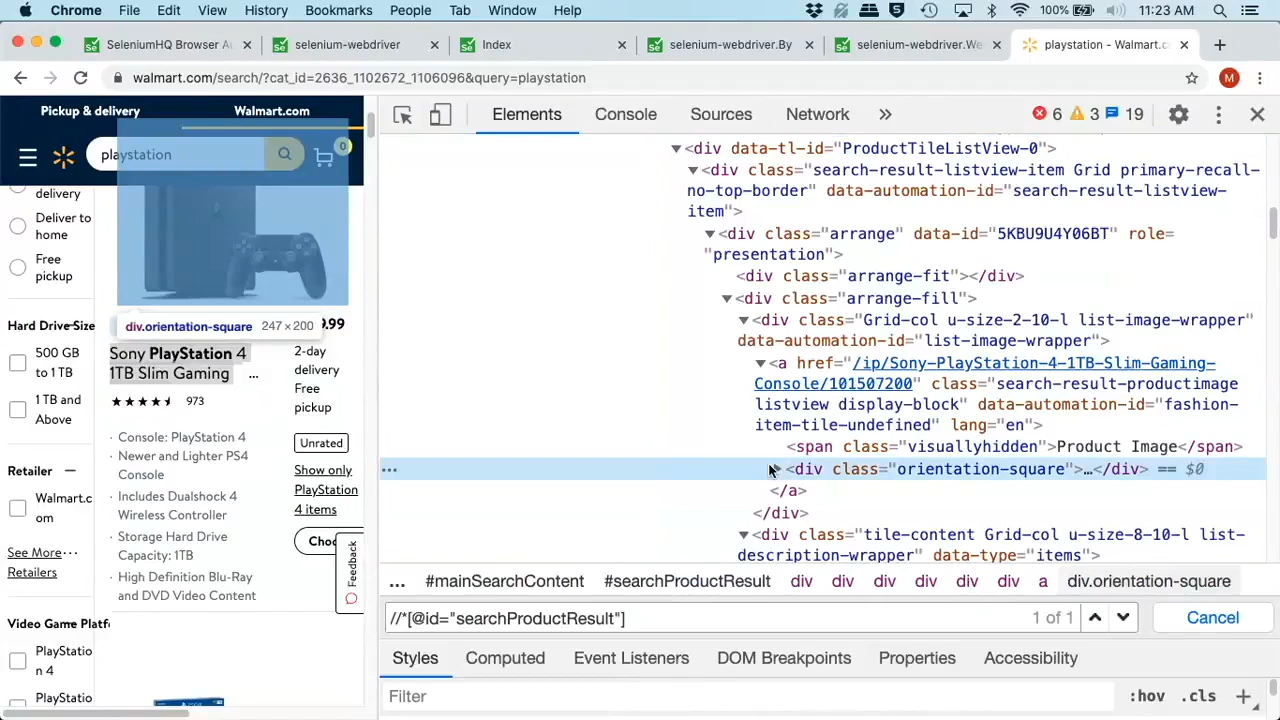 Chrome File Edit View History Bookmarks People Tab Window Help 100% 11:23 AM
SeleniumHQ Browser Au selenium-webdriver Index selenium-webdriver.By selenium-webdriver.We playstation - Walmart.c
walmart.com/search/?cat_id=2636_1102672_1106096&query=playstation M
Pickup & delivery Walmart.com
playstation 0
delivery
Deliver to
home
Free
pickup
Hard Drive Size
500 GB
to 1 TB
1 TB and
Above
Retailer
Walmart.c
om
See More
Retailers
Video Game Platf
PlayStatio
n 4
PlayStatio
div.orientation-square 247 × 200
9.99
Sony PlayStation 4
1TB Slim Gaming ...
973
· Console: PlayStation 4
· Newer and Lighter PS4
Console
· Includes Dualshock 4
Wireless Controller
· Storage Hard Drive
Capacity: 1TB
· High Definition Blu-Ray
and DVD Video Content
2-day
delivery
Free
pickup
Unrated
Show only
PlayStation
4 items
Choo
Feedback
Elements Console Sources Network » 6 3 19
<div data-tl-id="ProductTileListView-0">
<div class="search-result-listview-item Grid primary-recall-
no-top-border" data-automation-id="search-result-listview-
item">
<div class="arrange" data-id="5KBU9U4Y06BT" role=
"presentation">
<div class="arrange-fit"></div>
<div class="arrange-fill">
<div class="Grid-col u-size-2-10-l list-image-wrapper"
data-automation-id="list-image-wrapper">
<a href="/ip/Sony-PlayStation-4-1TB-Slim-Gaming-
Console/101507200" class="search-result-productimage
listview display-block" data-automation-id="fashion-
item-tile-undefined" lang="en">
<span class="visuallyhidden">Product Image</span>
... <div class="orientation-square">…</div> == $0
</a>
</div>
<div class="tile-content Grid-col u-size-8-10-l list-
description-wrapper" data-type="items">
... #mainSearchContent #searchProductResult div div div div div div a div.orientation-square
//*[@id="searchProductResult"] 1 of 1 Cancel
Styles Computed Event Listeners DOM Breakpoints Properties Accessibility
Filter :hov .cls +